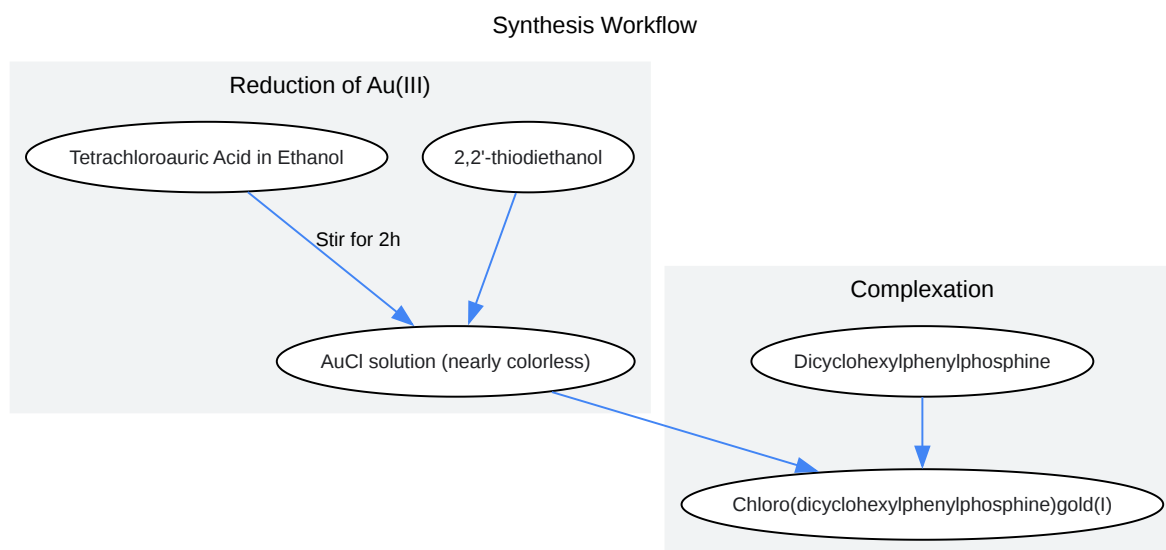 Synthesis Workflow
Reduction of Au(III)
Tetrachloroauric Acid in Ethanol
2,2'-thiodiethanol
Stir for 2h
AuCl solution (nearly colorless)
Complexation
Dicyclohexylphenylphosphine
Chloro(dicyclohexylphenylphosphine)gold(I)